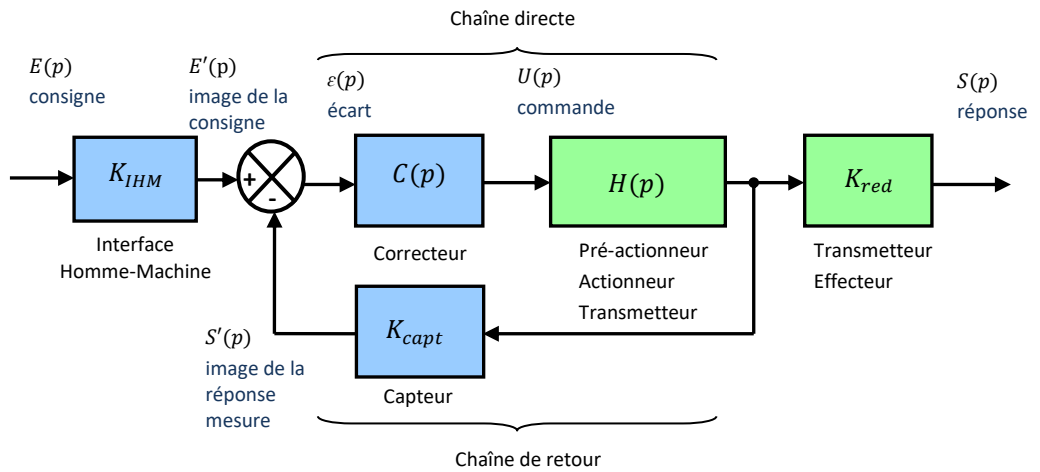 Chaîne directe
E(p)
consigne
E'(p)
image de la
consigne
ε(p)
écart
U(p)
commande
S(p)
réponse
K_IHM
+
-
C(p)
H(p)
K_red
Interface
Homme-Machine
Correcteur
Pré-actionneur
Actionneur
Transmetteur
Transmetteur
Effecteur
K_capt
S'(p)
image de la
réponse
mesure
Capteur
Chaîne de retour